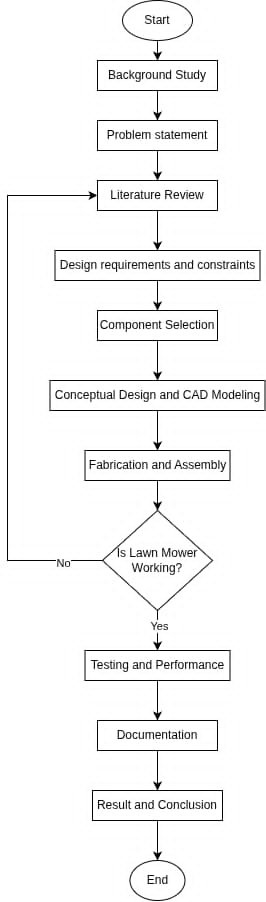 Start
Background Study
Problem statement
Literature Review
Design requirements and constraints
Component Selection
Conceptual Design and CAD Modeling
Fabrication and Assembly
Is Lawn Mower
Working?
No
Yes
Testing and Performance
Documentation
Result and Conclusion
End